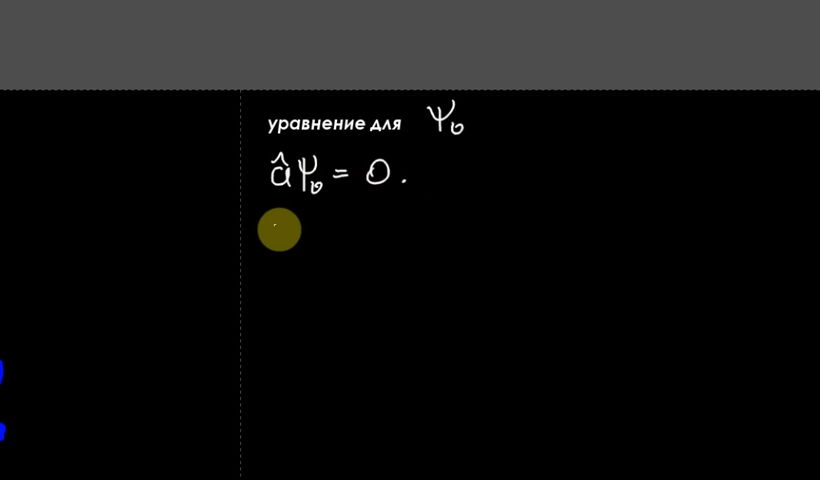 уравнение для ψ₀
âψ₀ = 0.